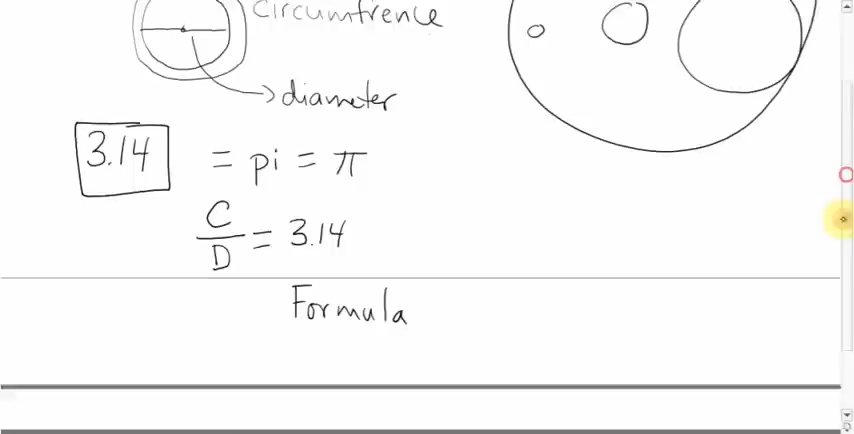 Circumfrence
diameter
3.14 = pi = π
C/D = 3.14
Formula